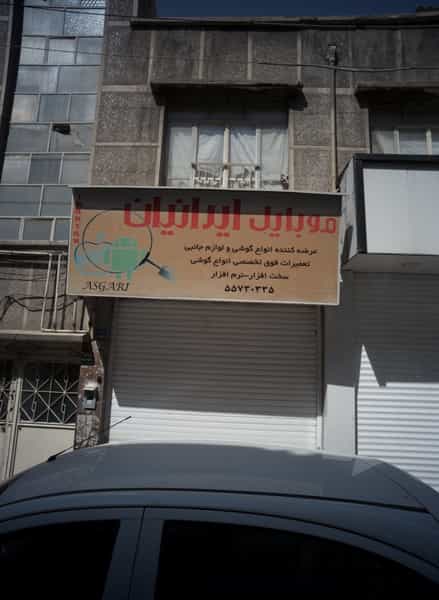 موبایل ایرانیان
عرضه کننده انواع گوشی و لوازم جانبی
تعمیرات فوق تخصصی انواع گوشی
سخت افزار-نرم افزار
۵۵۷۳۰۳۳۵
ASGARI